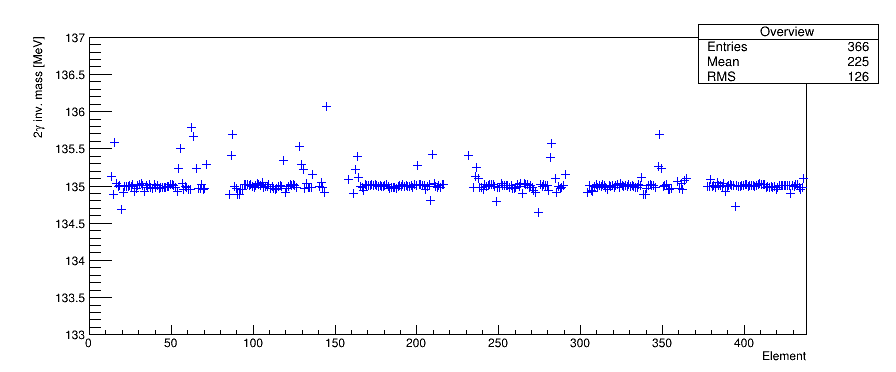 Overview
Entries 366
Mean 225
RMS 126
2γ inv. mass [MeV]
137
136.5
136
135.5
135
134.5
134
133.5
133
0 50 100 150 200 250 300 350 400
Element